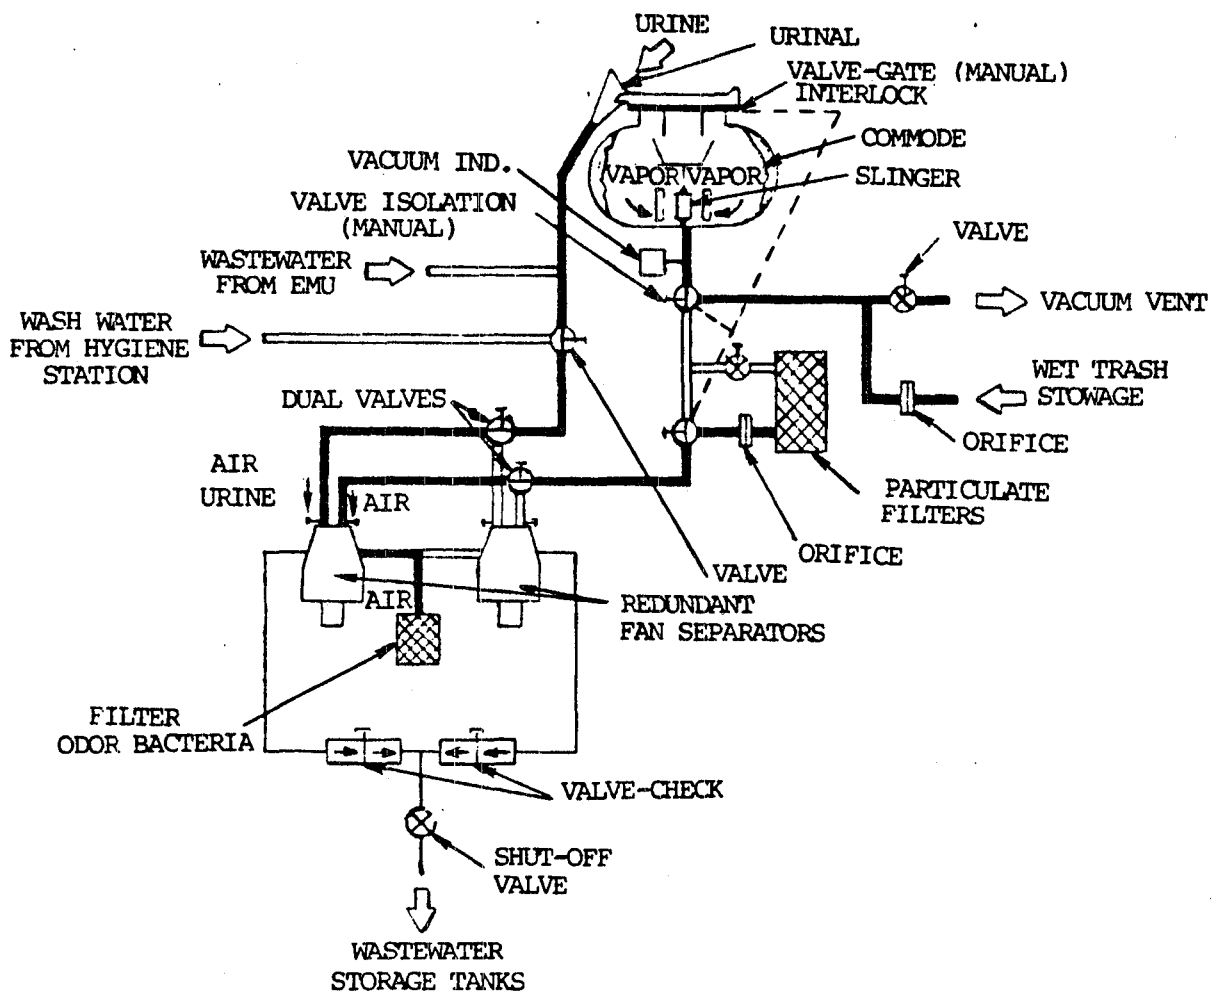 URINE
URINAL
VALVE-GATE (MANUAL)
INTERLOCK
COMMODE
VACUUM IND.
VAPOR VAPOR
SLINGER
VALVE ISOLATION
(MANUAL)
VALVE
WASTEWATER
FROM EMU
VACUUM VENT
WASH WATER
FROM HYGIENE
STATION
WET TRASH
STOWAGE
DUAL VALVES
ORIFICE
AIR
URINE
AIR
PARTICULATE
FILTERS
ORIFICE
VALVE
AIR
REDUNDANT
FAN SEPARATORS
FILTER
ODOR BACTERIA
VALVE-CHECK
SHUT-OFF
VALVE
WASTEWATER
STORAGE TANKS